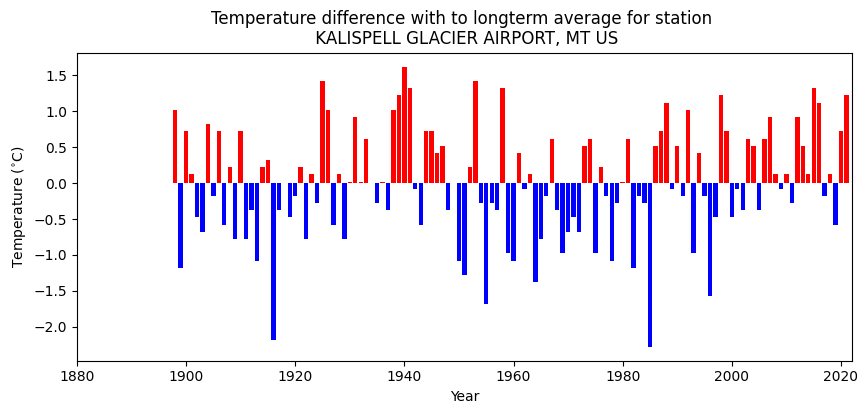 Temperature difference with to longterm average for station
KALISPELL GLACIER AIRPORT, MT US
Temperature (°C)
1.5
1.0
0.5
0.0
−0.5
−1.0
−1.5
−2.0
1880 1900 1920 1940 1960 1980 2000 2020
Year